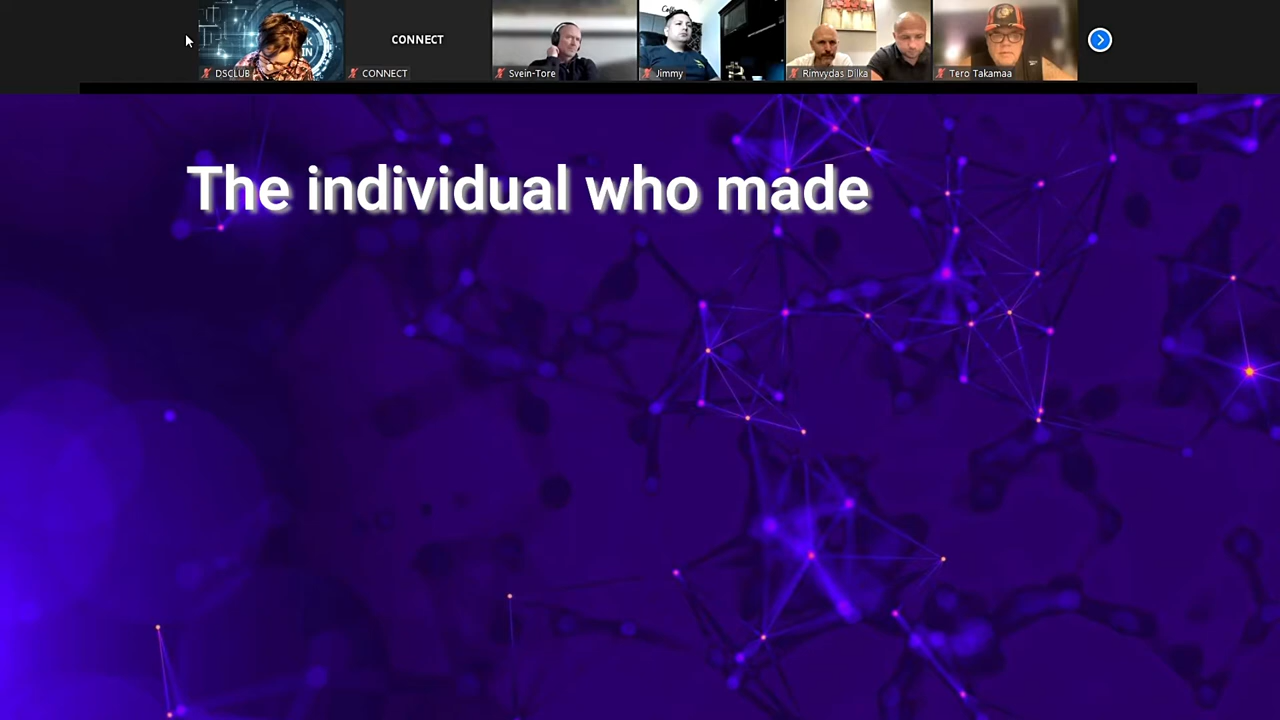 CONNECT
DSCLUB
CONNECT
Svein-Tore
Jimmy
Rimvydas Dilka
Tero Takamaa
The individual who made